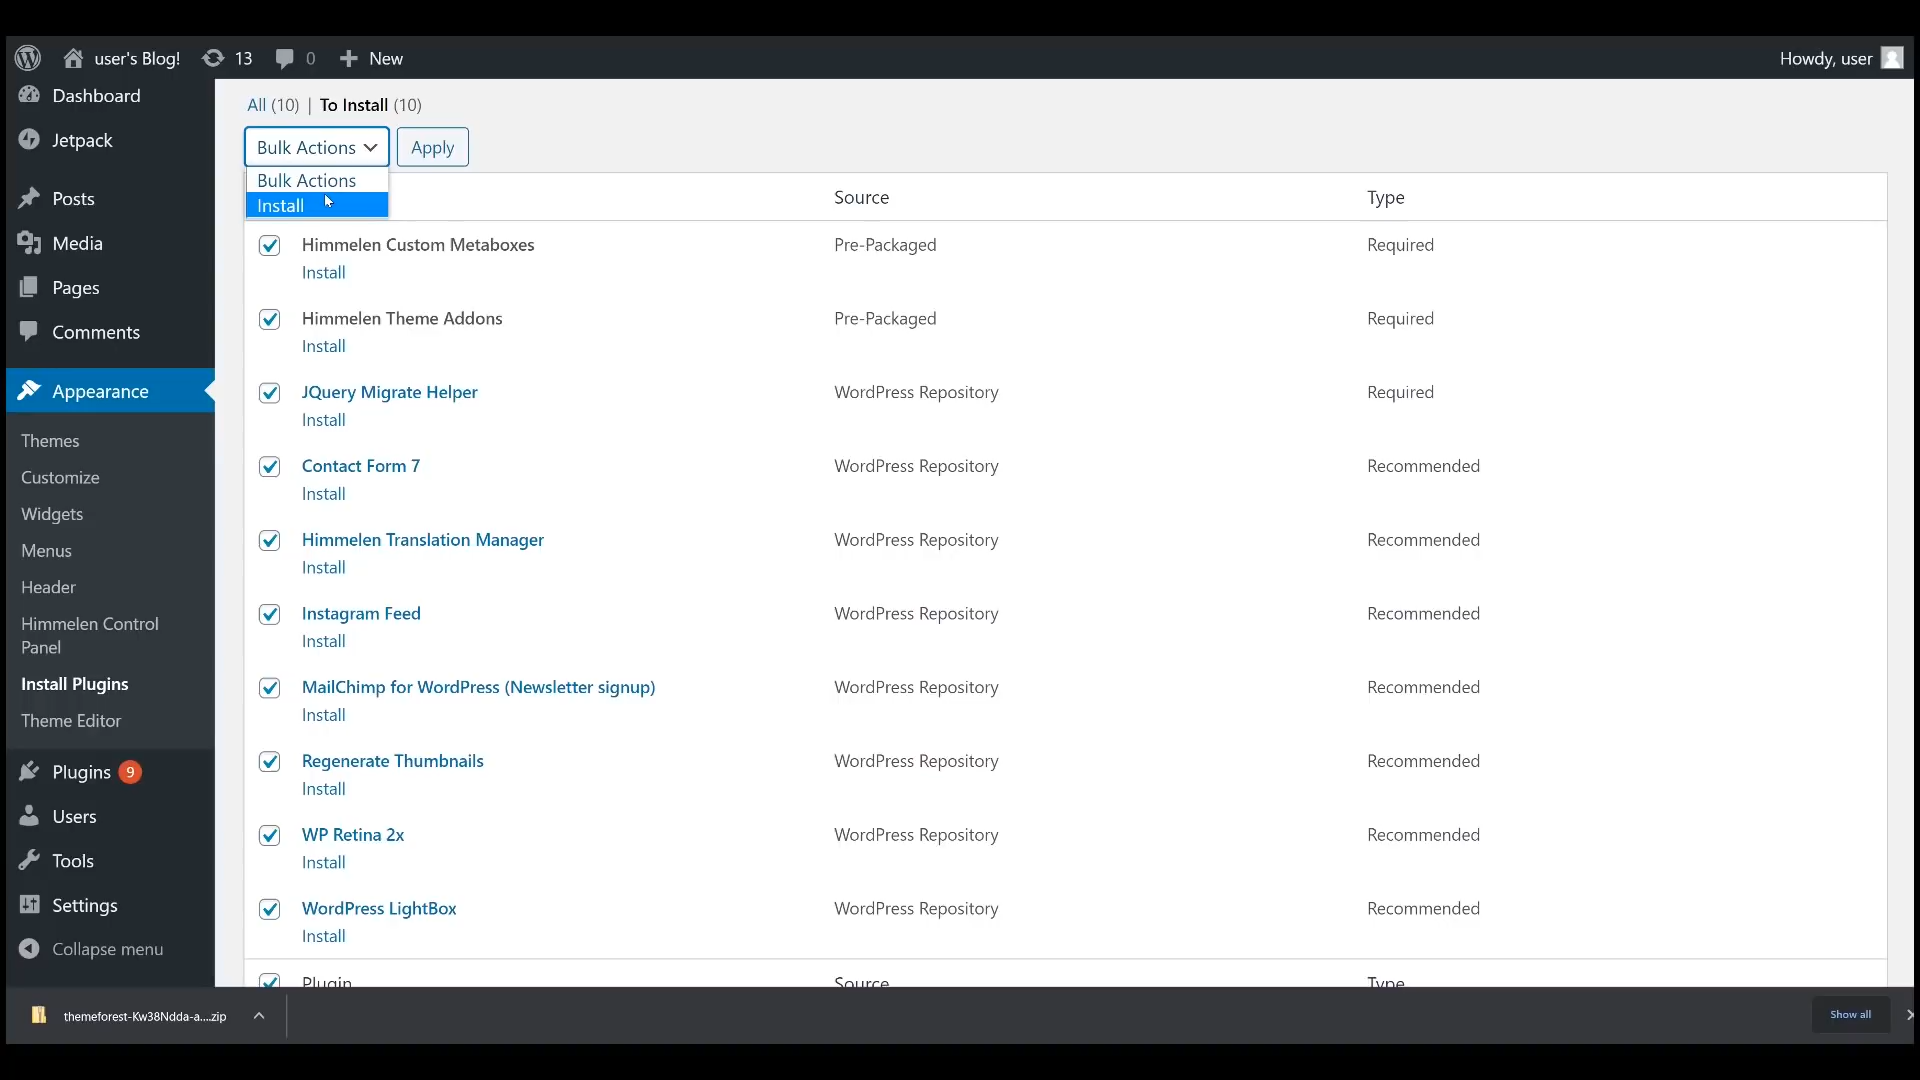 user's Blog! 13 0 New Howdy, user
Dashboard
Jetpack
Posts
Media
Pages
Comments
Appearance
Themes
Customize
Widgets
Menus
Header
Himmelen Control
Panel
Install Plugins
Theme Editor
Plugins 9
Users
Tools
Settings
Collapse menu
All (10) | To Install (10)
Bulk Actions Apply
Bulk Actions
Install
Source Type
Himmelen Custom Metaboxes Pre-Packaged Required
Install
Himmelen Theme Addons Pre-Packaged Required
Install
JQuery Migrate Helper WordPress Repository Required
Install
Contact Form 7 WordPress Repository Recommended
Install
Himmelen Translation Manager WordPress Repository Recommended
Install
Instagram Feed WordPress Repository Recommended
Install
MailChimp for WordPress (Newsletter signup) WordPress Repository Recommended
Install
Regenerate Thumbnails WordPress Repository Recommended
Install
WP Retina 2x WordPress Repository Recommended
Install
WordPress LightBox WordPress Repository Recommended
Install
Plugin Source Type
themeforest-Kw38Ndda-a....zip Show all